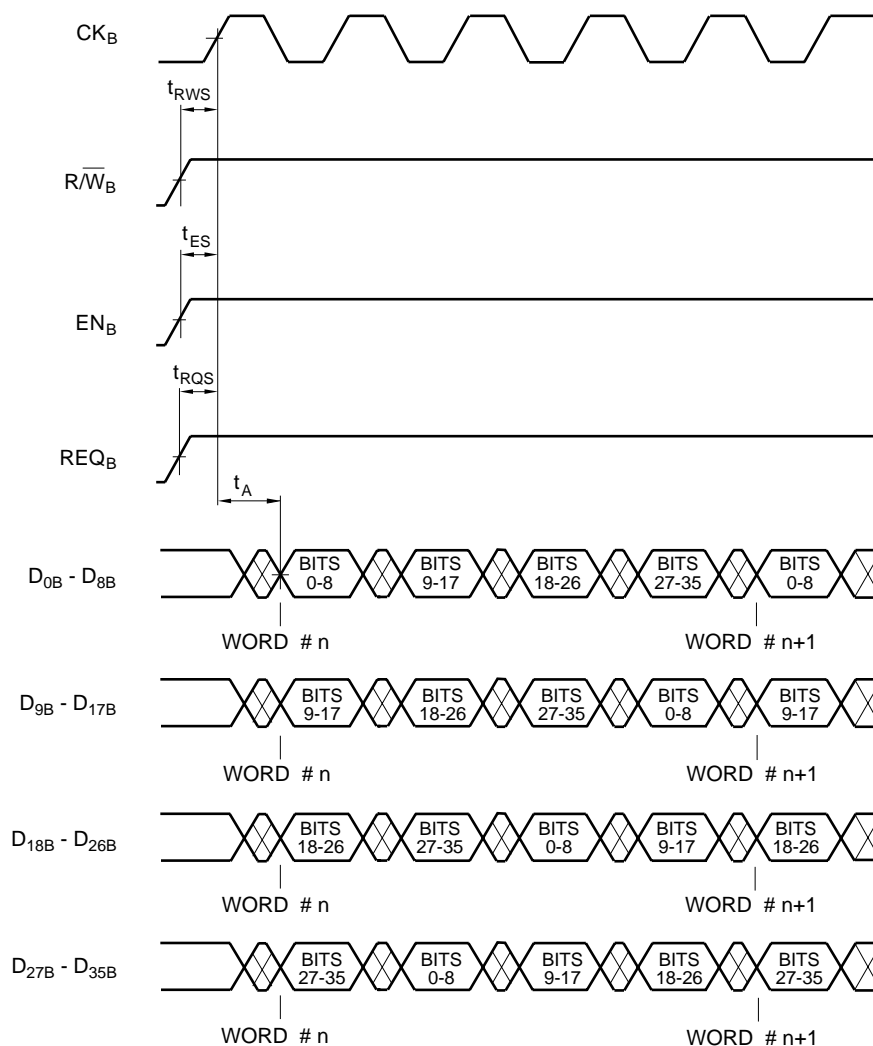 CKB
tRWS
R/W̅B
tES
ENB
tRQS
REQB
tA
D0B - D8B
BITS 0-8
BITS 9-17
BITS 18-26
BITS 27-35
BITS 0-8
WORD # n
WORD # n+1
D9B - D17B
BITS 9-17
BITS 18-26
BITS 27-35
BITS 0-8
BITS 9-17
WORD # n
WORD # n+1
D18B - D26B
BITS 18-26
BITS 27-35
BITS 0-8
BITS 9-17
BITS 18-26
WORD # n
WORD # n+1
D27B - D35B
BITS 27-35
BITS 0-8
BITS 9-17
BITS 18-26
BITS 27-35
WORD # n
WORD # n+1